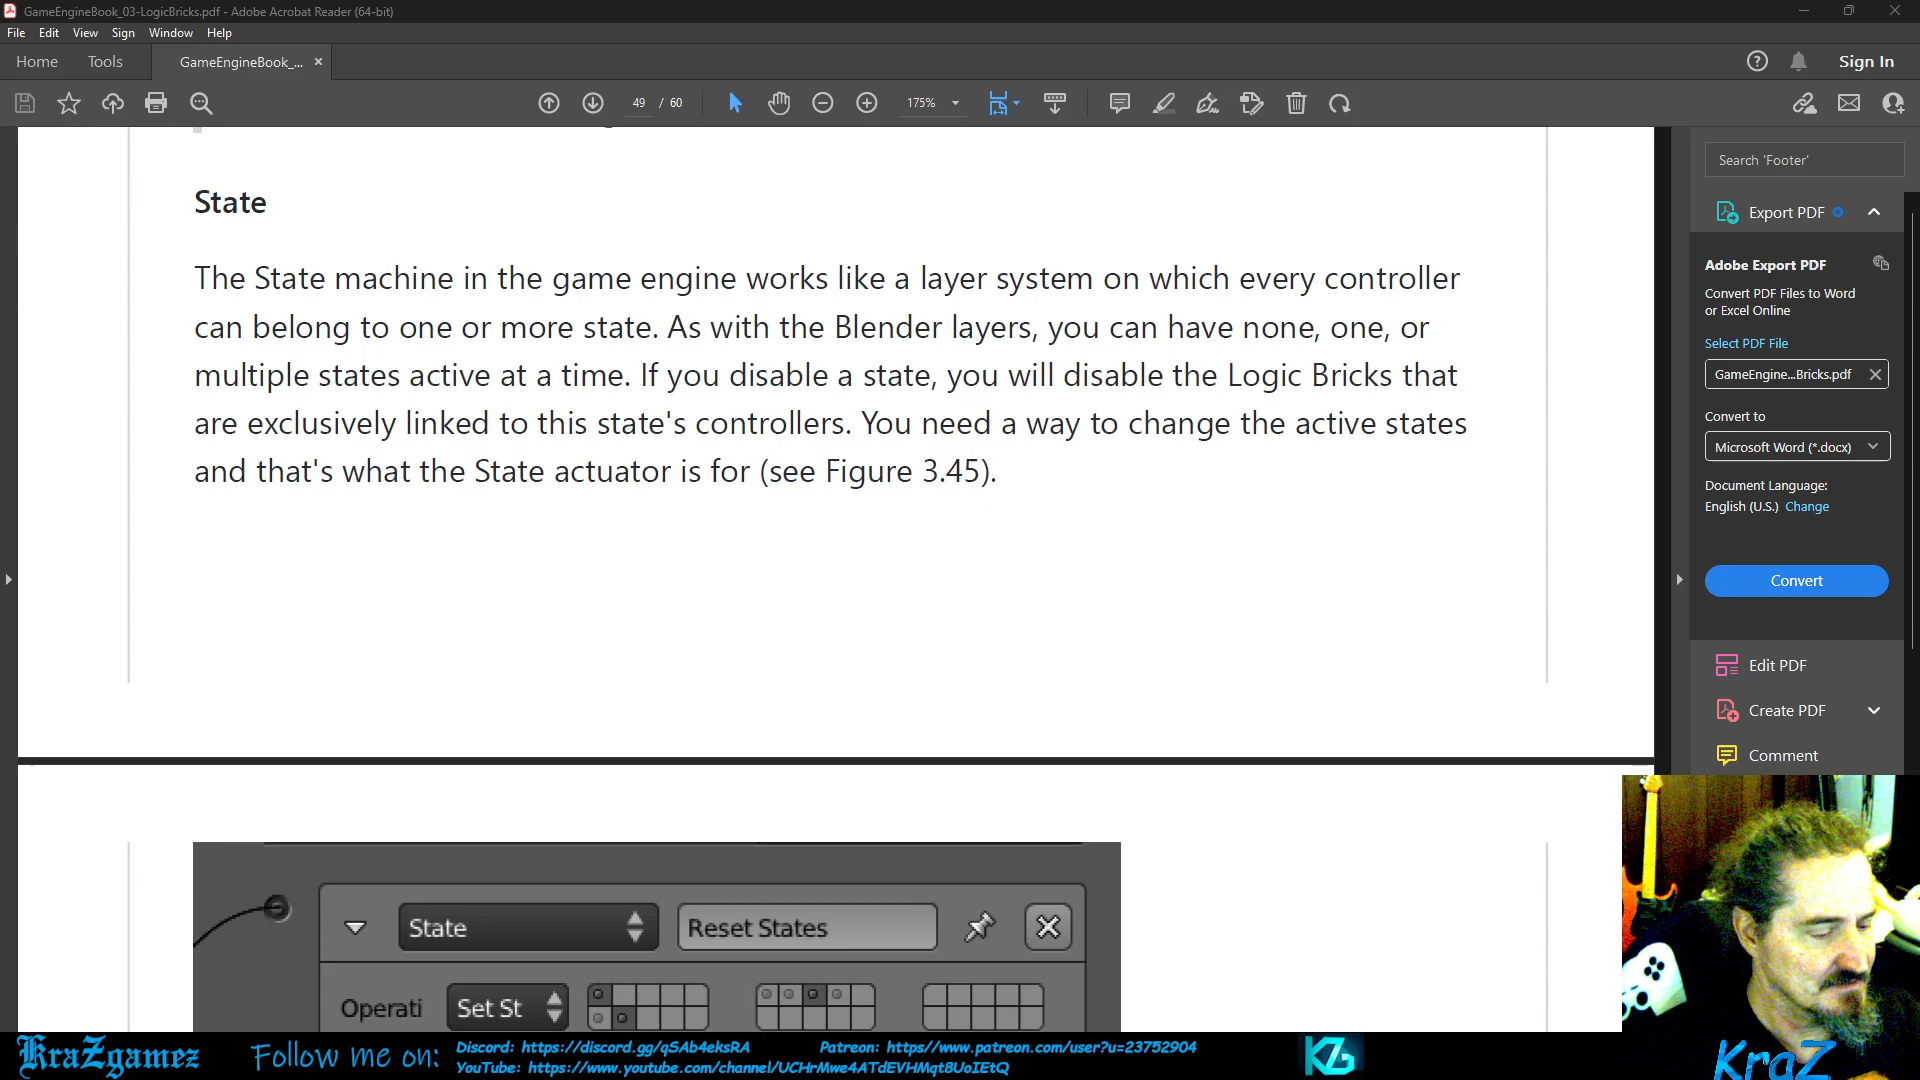 GameEngineBook_03-LogicBricks.pdf - Adobe Acrobat Reader (64-bit)
File Edit View Sign Window Help
Home Tools GameEngineBook_... ×
Sign In
49 / 60
175%
Search 'Footer'
State
Export PDF
The State machine in the game engine works like a layer system on which every controller
can belong to one or more state. As with the Blender layers, you can have none, one, or
multiple states active at a time. If you disable a state, you will disable the Logic Bricks that
are exclusively linked to this state's controllers. You need a way to change the active states
and that's what the State actuator is for (see Figure 3.45).
Adobe Export PDF
Convert PDF Files to Word
or Excel Online
Select PDF File
GameEngine...Bricks.pdf
Convert to
Microsoft Word (*.docx)
Document Language:
English (U.S.) Change
Convert
Edit PDF
Create PDF
Comment
State
Reset States
Operati
Set St
KraZgamez
Follow me on:
Discord: https://discord.gg/qSAb4eksRA
Patreon: https//www.patreon.com/user?u=23752904
YouTube: https://www.youtube.com/channel/UCHrMwe4ATdEVHMqt8UoIEtQ
KZG
KraZ